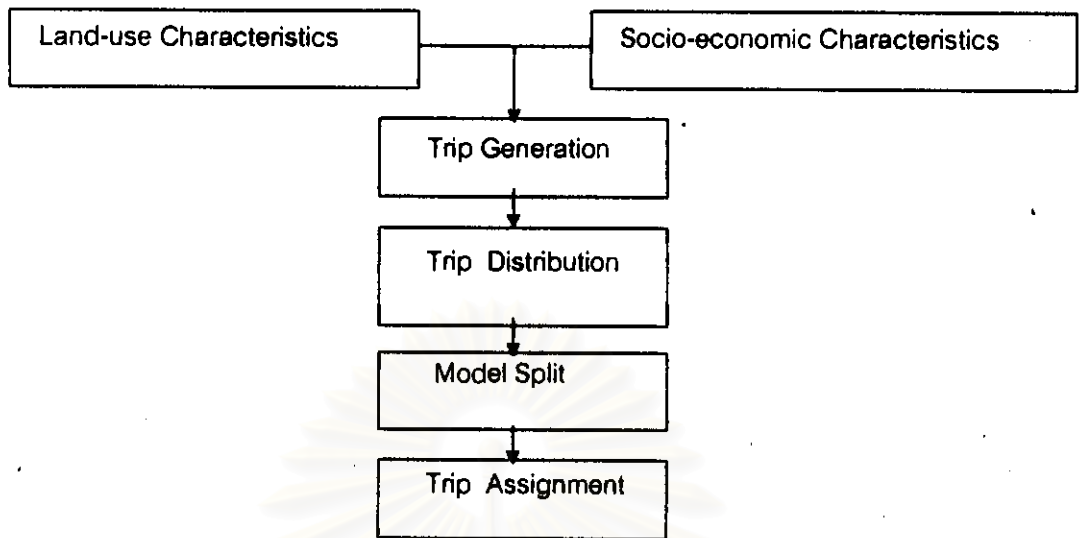 Land-use Characteristics
Socio-economic Characteristics
Trip Generation
Trip Distribution
Model Split
Trip Assignment